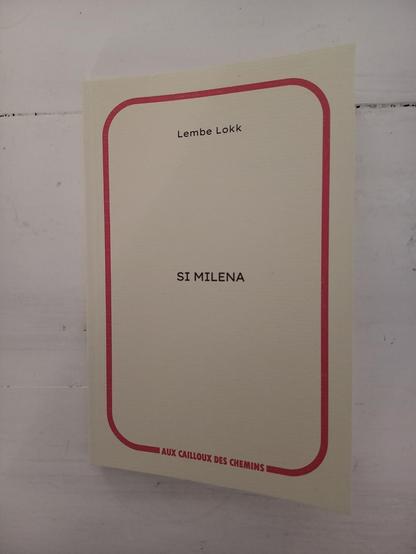 Lembe Lokk
SI MILENA
AUX CAILLOUX DES CHEMINS